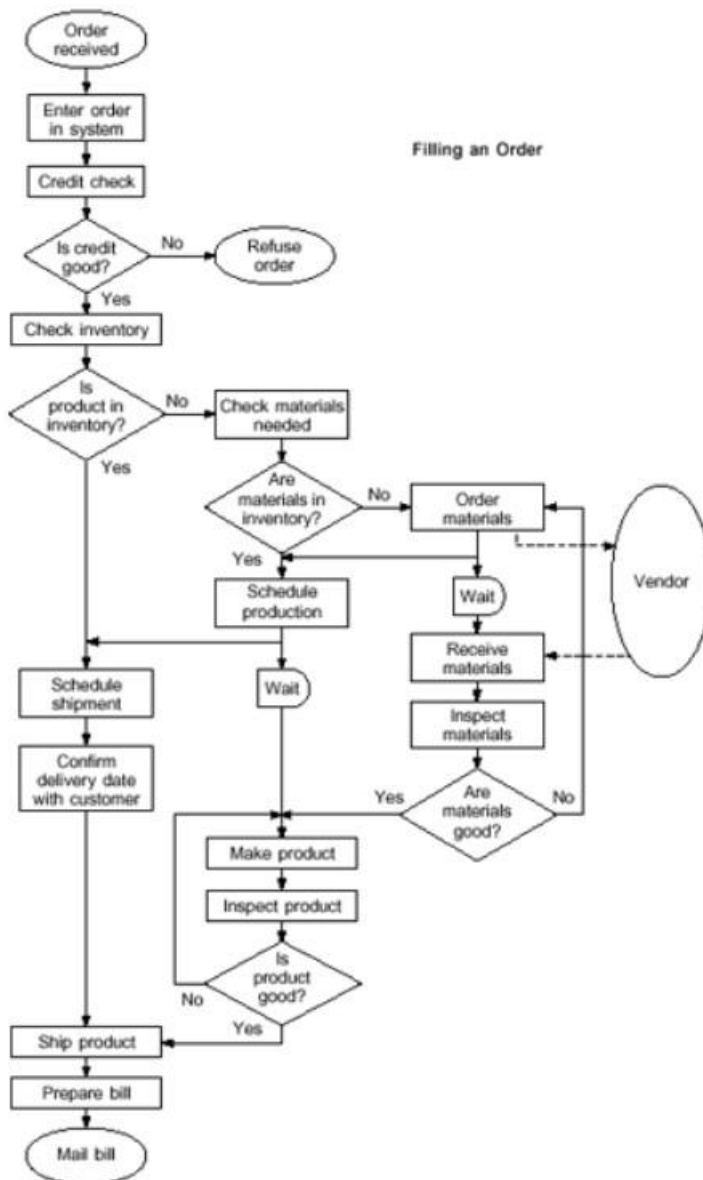 Order
received
Enter order
in system
Filling an Order
Credit check
Is credit
good?
No
Refuse
order
Yes
Check inventory
Is
product in
inventory?
No
Check materials
needed
Yes
Are
materials in
inventory?
No
Order
materials
Vendor
Yes
Schedule
production
Wait
Receive
materials
Schedule
shipment
Wait
Inspect
materials
Confirm
delivery date
with customer
Yes
Are
materials
good?
No
Make product
Inspect product
Is
product
good?
No
Yes
Ship product
Prepare bill
Mail bill